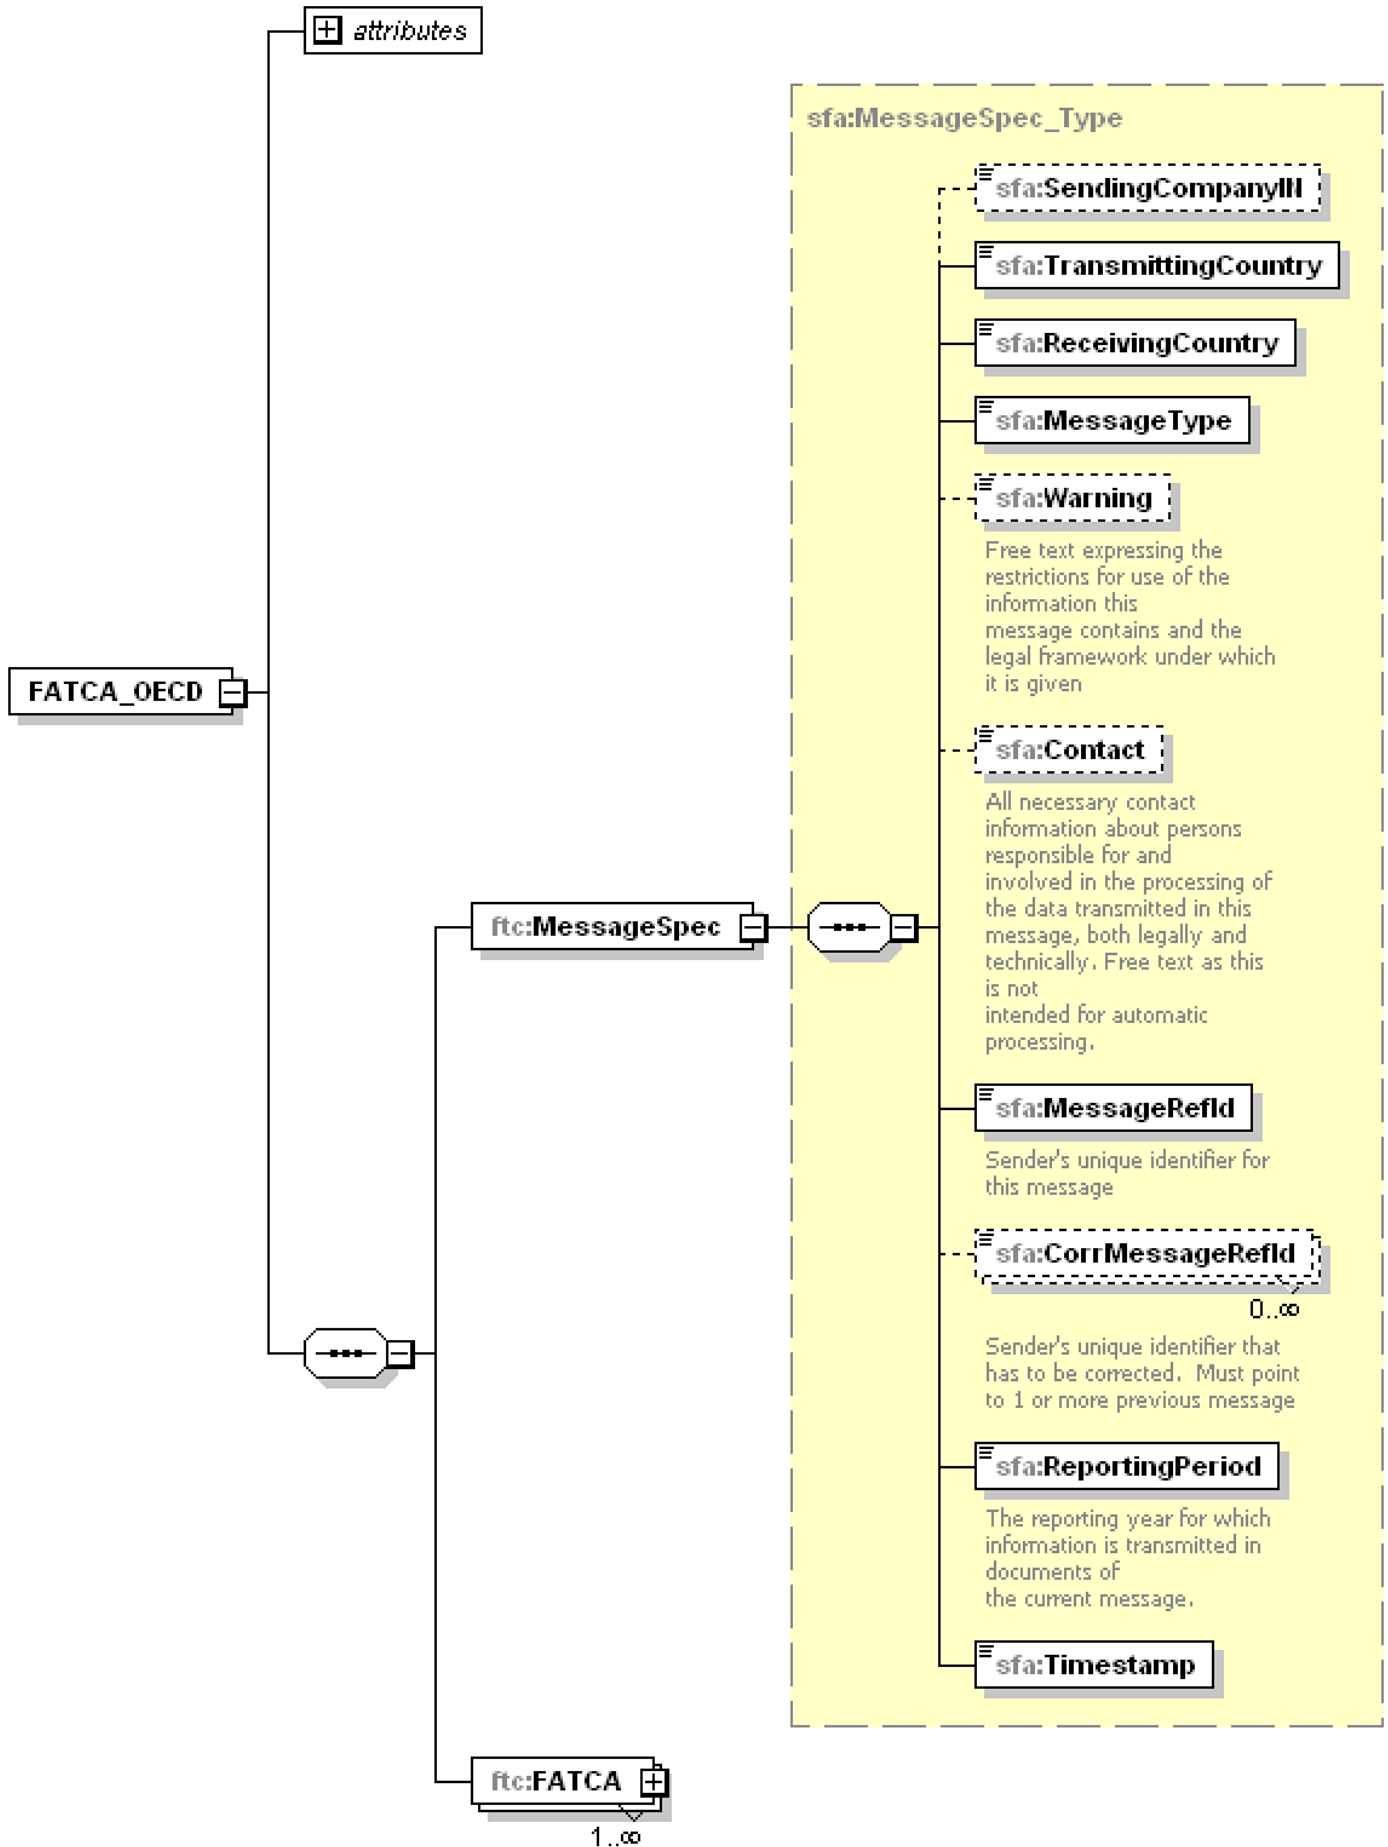 attributes
sfa:MessageSpec_Type
sfa:SendingCompanyIN
sfa:TransmittingCountry
sfa:ReceivingCountry
sfa:MessageType
sfa:Warning
Free text expressing the
restrictions for use of the
information this
message contains and the
legal framework under which
it is given
FATCA_OECD
sfa:Contact
All necessary contact
information about persons
responsible for and
involved in the processing of
the data transmitted in this
message, both legally and
technically. Free text as this
is not
intended for automatic
processing.
ftc:MessageSpec
sfa:MessageRefId
Sender's unique identifier for
this message
sfa:CorrMessageRefId
0..∞
Sender's unique identifier that
has to be corrected.  Must point
to 1 or more previous message
sfa:ReportingPeriod
The reporting year for which
information is transmitted in
documents of
the current message.
sfa:Timestamp
ftc:FATCA
1..∞